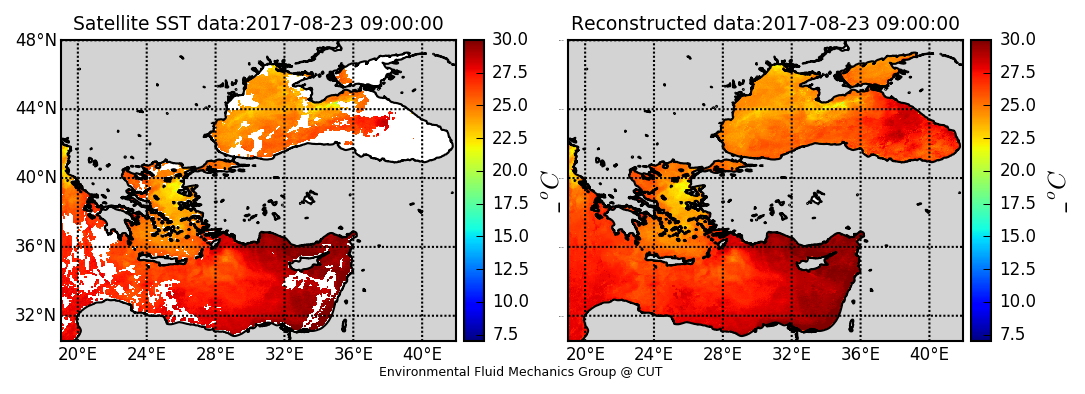 Satellite SST data:2017-08-23 09:00:00
48°N
44°N
40°N
36°N
32°N
20°E 24°E 28°E 32°E 36°E 40°E
30.0
27.5
25.0
22.5
20.0
17.5
15.0
12.5
10.0
7.5
_ °C
Reconstructed data:2017-08-23 09:00:00
20°E 24°E 28°E 32°E 36°E 40°E
30.0
27.5
25.0
22.5
20.0
17.5
15.0
12.5
10.0
7.5
_ °C
Environmental Fluid Mechanics Group @ CUT